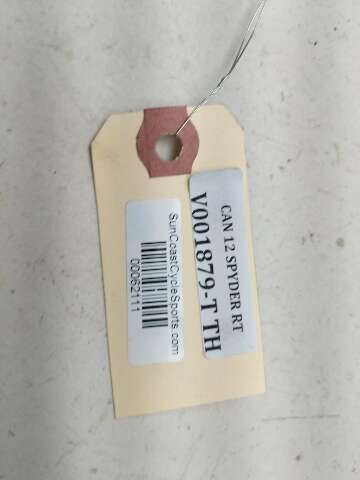 CAN 12 SPYDER RT
V001879-T TH
SunCoastCycleSports.com
00062111